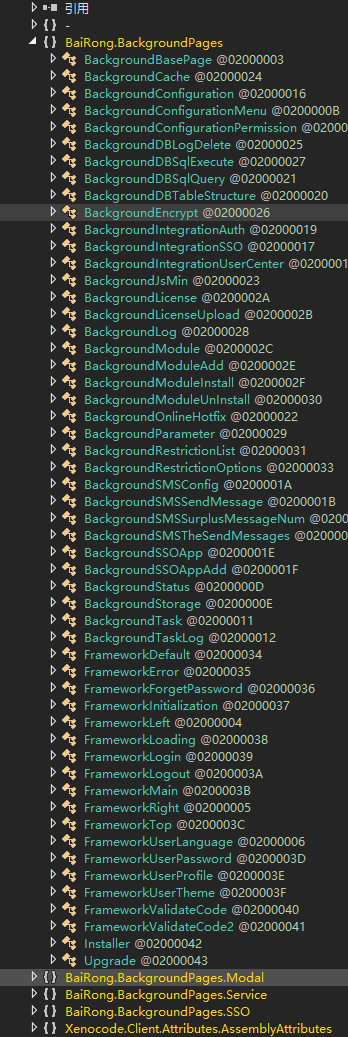 引用
-
BaiRong.BackgroundPages
BackgroundBasePage @02000003
BackgroundCache @02000024
BackgroundConfiguration @02000016
BackgroundConfigurationMenu @0200000B
BackgroundConfigurationPermission @020000
BackgroundDBLogDelete @02000025
BackgroundDBSqlExecute @02000027
BackgroundDBSqlQuery @02000021
BackgroundDBTableStructure @02000020
BackgroundEncrypt @02000026
BackgroundIntegrationAuth @02000019
BackgroundIntegrationSSO @02000017
BackgroundIntegrationUserCenter @0200001
BackgroundJsMin @02000023
BackgroundLicense @0200002A
BackgroundLicenseUpload @0200002B
BackgroundLog @02000028
BackgroundModule @0200002C
BackgroundModuleAdd @0200002E
BackgroundModuleInstall @0200002F
BackgroundModuleUnInstall @02000030
BackgroundOnlineHotfix @02000022
BackgroundParameter @02000029
BackgroundRestrictionList @02000031
BackgroundRestrictionOptions @02000033
BackgroundSMSConfig @0200001A
BackgroundSMSSendMessage @0200001B
BackgroundSMSSurplusMessageNum @02000
BackgroundSMSTheSendMessages @020000
BackgroundSSOApp @0200001E
BackgroundSSOAppAdd @0200001F
BackgroundStatus @0200000D
BackgroundStorage @0200000E
BackgroundTask @02000011
BackgroundTaskLog @02000012
FrameworkDefault @02000034
FrameworkError @02000035
FrameworkForgetPassword @02000036
FrameworkInitialization @02000037
FrameworkLeft @02000004
FrameworkLoading @02000038
FrameworkLogin @02000039
FrameworkLogout @0200003A
FrameworkMain @0200003B
FrameworkRight @02000005
FrameworkTop @0200003C
FrameworkUserLanguage @02000006
FrameworkUserPassword @0200003D
FrameworkUserProfile @0200003E
FrameworkUserTheme @0200003F
FrameworkValidateCode @02000040
FrameworkValidateCode2 @02000041
Installer @02000042
Upgrade @02000043
BaiRong.BackgroundPages.Modal
BaiRong.BackgroundPages.Service
BaiRong.BackgroundPages.SSO
Xenocode.Client.Attributes.AssemblyAttributes